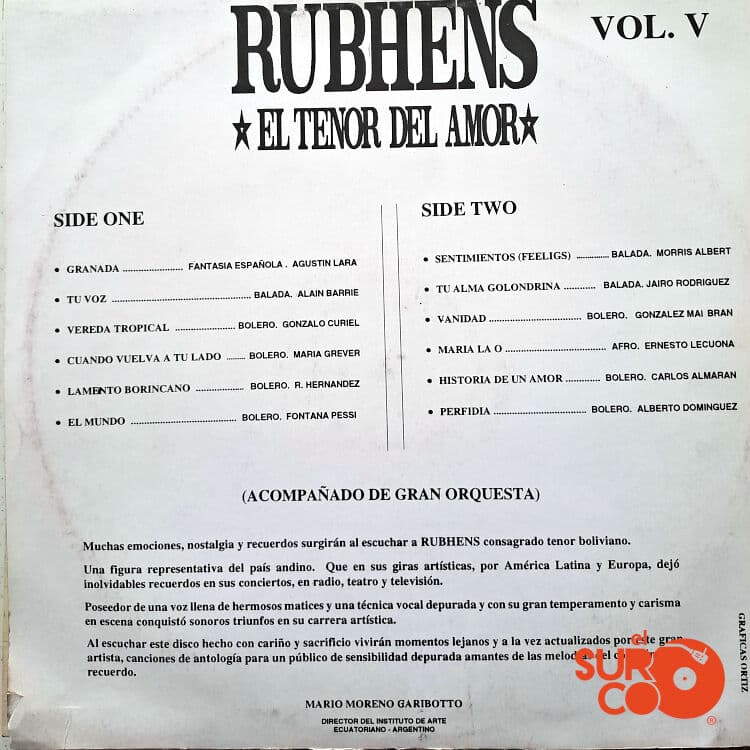 RUBHENS
VOL. V
★EL TENOR DEL AMOR★
SIDE ONE
• GRANADA ...................... FANTASIA ESPAÑOLA . AGUSTIN LARA
• TU VOZ .................................................. BALADA. ALAIN BARRIE
• VEREDA TROPICAL ..................... BOLERO. GONZALO CURIEL
• CUANDO VUELVA A TU LADO ....... BOLERO. MARIA GREVER
• LAMENTO BORINCANO ................. BOLERO. R. HERNANDEZ
• EL MUNDO ...................................... BOLERO. FONTANA PESSI
SIDE TWO
• SENTIMIENTOS (FEELIGS) ............ BALADA. MORRIS ALBERT
• TU ALMA GOLONDRINA ............ BALADA. JAIRO RODRIGUEZ
• VANIDAD ................................. BOLERO. GONZALEZ MAI BRAN
• MARIA LA O .................................... AFRO. ERNESTO LECUONA
• HISTORIA DE UN AMOR ............ BOLERO. CARLOS ALMARAN
• PERFIDIA ................................. BOLERO. ALBERTO DOMINGUEZ
(ACOMPAÑADO DE GRAN ORQUESTA)
Muchas emociones, nostalgia y recuerdos surgirán al escuchar a RUBHENS consagrado tenor boliviano.
Una figura representativa del país andino. Que en sus giras artísticas, por América Latina y Europa, dejó
inolvidables recuerdos en sus conciertos, en radio, teatro y televisión.
Poseedor de una voz llena de hermosos matices y una técnica vocal depurada y con su gran temperamento y carisma
en escena conquistó sonoros triunfos en su carrera artística.
Al escuchar este disco hecho con cariño y sacrificio vivirán momentos lejanos y a la vez actualizados por este gran
artista, canciones de antología para un público de sensibilidad depurada amantes de las
recuerdo.
MARIO MORENO GARIBOTTO
DIRECTOR DEL INSTITUTO DE ARTE
ECUATORIANO - ARGENTINO
GRAFICAS ORTIZ
el
SURCO
®